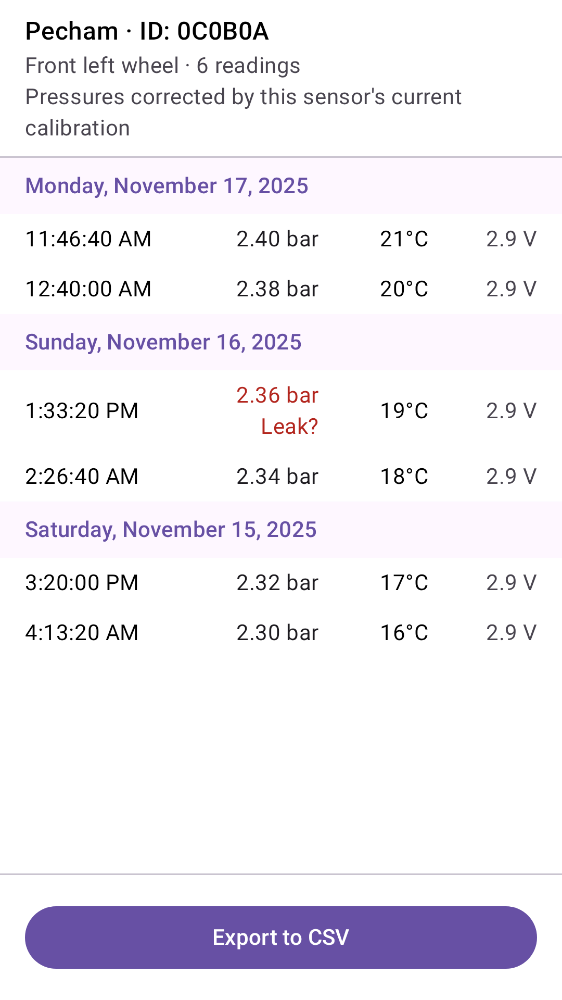 Pecham · ID: 0C0B0A
Front left wheel · 6 readings
Pressures corrected by this sensor's current
calibration
Monday, November 17, 2025
11:46:40 AM 2.40 bar 21°C 2.9 V
12:40:00 AM 2.38 bar 20°C 2.9 V
Sunday, November 16, 2025
1:33:20 PM 2.36 bar Leak? 19°C 2.9 V
2:26:40 AM 2.34 bar 18°C 2.9 V
Saturday, November 15, 2025
3:20:00 PM 2.32 bar 17°C 2.9 V
4:13:20 AM 2.30 bar 16°C 2.9 V
Export to CSV